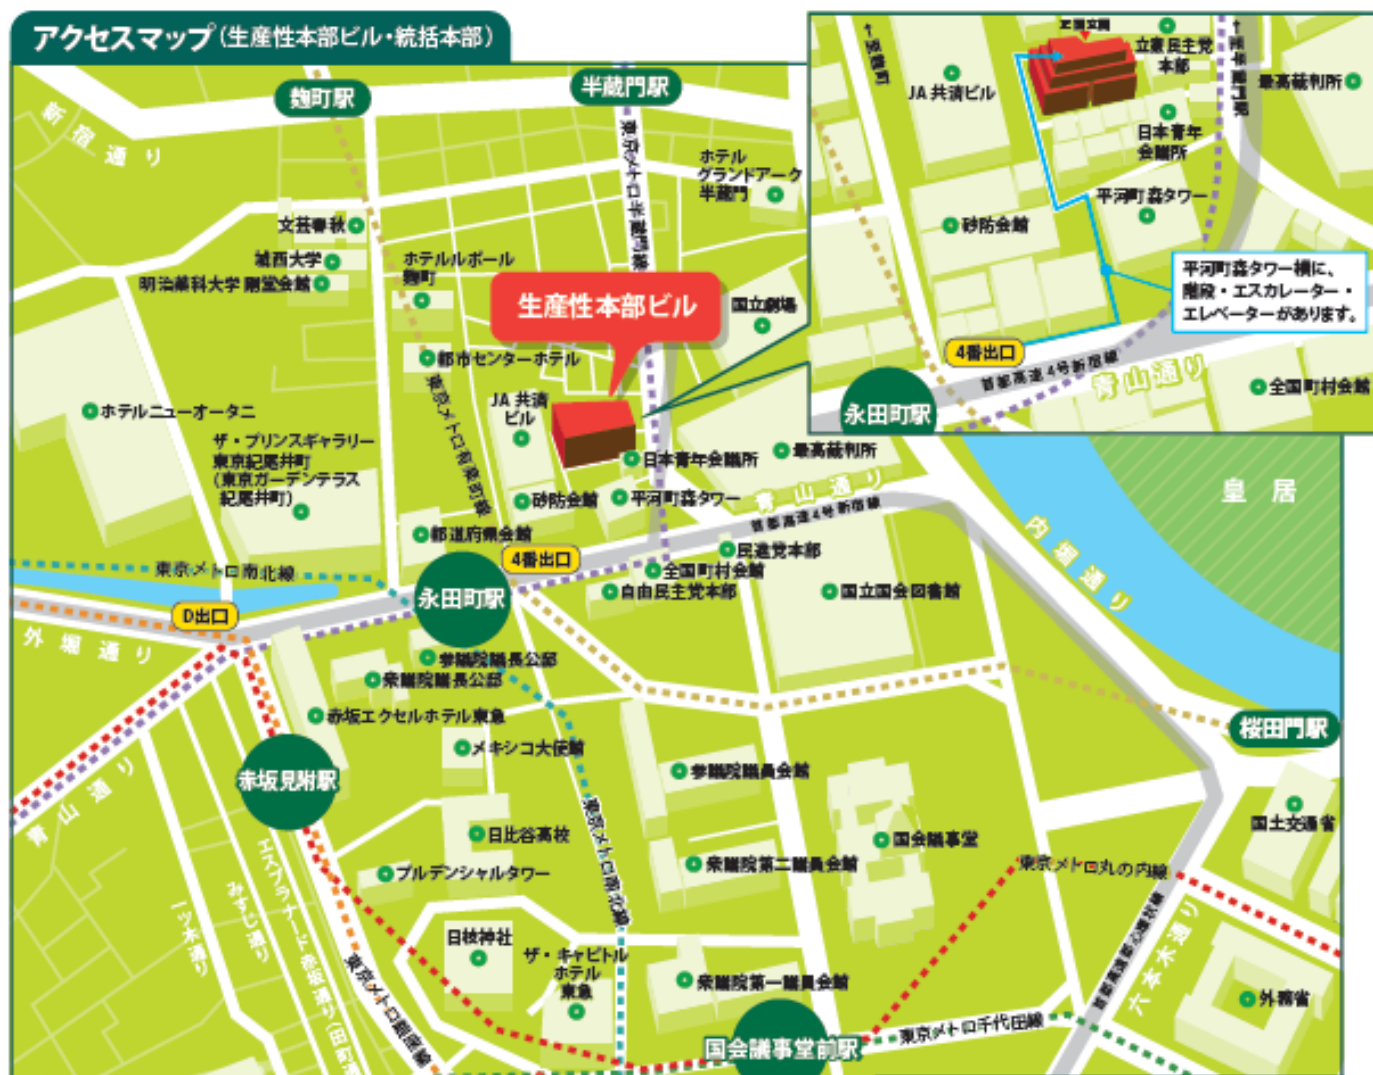 アクセスマップ(生産性本部ビル・統括本部)
麹町駅
半蔵門駅
新宿通り
東京メトロ半蔵門線
ホテル
グランドアーク
半蔵門
文芸春秋
城西大学
明治薬科大学 剛堂会館
ホテルルポール
麹町
生産性本部ビル
国立劇場
都市センターホテル
東京メトロ有楽町線
JA 共済
ビル
ホテルニューオータニ
ザ・プリンスギャラリー
東京紀尾井町
(東京ガーデンテラス
紀尾井町)
日本青年会議所
最高裁判所
砂防会館
平河町森タワー
青山通り
首都高速4号新宿線
都道府県会館
4番出口
民進党本部
全国町村会館
自由民主党本部
国立国会図書館
東京メトロ南北線
永田町駅
D出口
外堀通り
内堀通り
皇居
参議院議長公邸
衆議院議長公邸
赤坂エクセルホテル東急
メキシコ大使館
桜田門駅
赤坂見附駅
青山通り
参議院議員会館
日比谷高校
東京メトロ南北線
国会議事堂
国土交通省
プルデンシャルタワー
衆議院第二議員会館
東京メトロ丸の内線
エスプラナード赤坂通り(田町通
みすじ通り
一ツ木通り
日枝神社
ザ・キャピトル
ホテル
東急
東京メトロ銀座線
衆議院第一議員会館
六本木通り
外務省
国会議事堂前駅
東京メトロ千代田線
←至麹町
JA 共済ビル
立憲民主党
本部
←至半蔵門駅
最高裁判所
日本青年
会議所
平河町森タワー
砂防会館
平河町森タワー横に、
階段・エスカレーター・
エレベーターがあります。
4番出口
首都高速4号新宿線
青山通り
永田町駅
全国町村会館